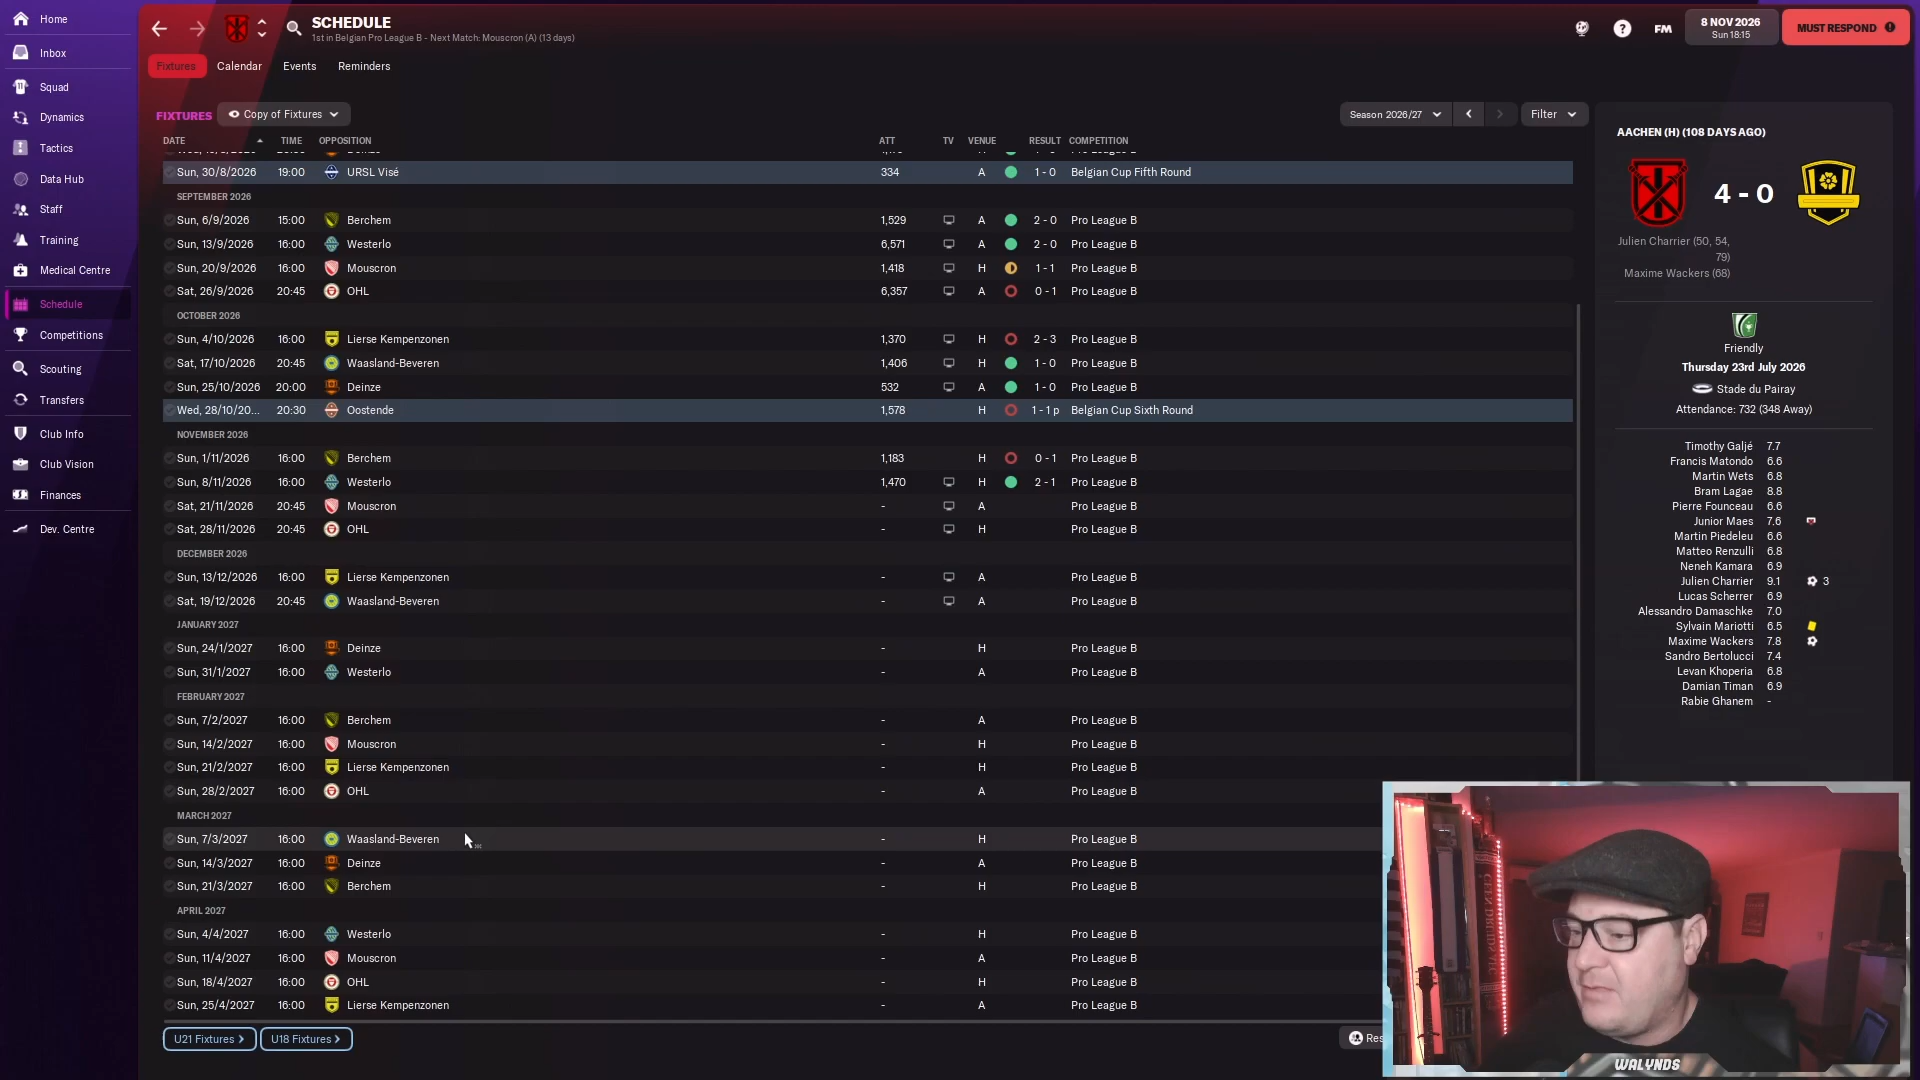 Home
Inbox
Squad
Dynamics
Tactics
Data Hub
Staff
Training
Medical Centre
Schedule
Competitions
Scouting
Transfers
Club Info
Club Vision
Finances
Dev. Centre
SCHEDULE
1st in Belgian Pro League B - Next Match: Mouscron (A) (13 days)
FM
8 NOV 2026
Sun 18:15
MUST RESPOND
Fixtures Calendar Events Reminders
FIXTURES Copy of Fixtures
Season 2026/27 Filter
DATE TIME OPPOSITION ATT TV VENUE RESULT COMPETITION
Sun, 30/8/2026 19:00 URSL Visé 334 A 1 - 0 Belgian Cup Fifth Round
SEPTEMBER 2026
Sun, 6/9/2026 15:00 Berchem 1,529 A 2 - 0 Pro League B
Sun, 13/9/2026 16:00 Westerlo 6,571 A 2 - 0 Pro League B
Sun, 20/9/2026 16:00 Mouscron 1,418 H 1 - 1 Pro League B
Sat, 26/9/2026 20:45 OHL 6,357 A 0 - 1 Pro League B
OCTOBER 2026
Sun, 4/10/2026 16:00 Lierse Kempenzonen 1,370 H 2 - 3 Pro League B
Sat, 17/10/2026 20:45 Waasland-Beveren 1,406 H 1 - 0 Pro League B
Sun, 25/10/2026 20:00 Deinze 532 A 1 - 0 Pro League B
Wed, 28/10/20... 20:30 Oostende 1,578 H 1 - 1 p Belgian Cup Sixth Round
NOVEMBER 2026
Sun, 1/11/2026 16:00 Berchem 1,183 H 0 - 1 Pro League B
Sun, 8/11/2026 16:00 Westerlo 1,470 H 2 - 1 Pro League B
Sat, 21/11/2026 20:45 Mouscron - A Pro League B
Sat, 28/11/2026 20:45 OHL - H Pro League B
DECEMBER 2026
Sun, 13/12/2026 16:00 Lierse Kempenzonen - A Pro League B
Sat, 19/12/2026 20:45 Waasland-Beveren - A Pro League B
JANUARY 2027
Sun, 24/1/2027 16:00 Deinze - H Pro League B
Sun, 31/1/2027 16:00 Westerlo - A Pro League B
FEBRUARY 2027
Sun, 7/2/2027 16:00 Berchem - A Pro League B
Sun, 14/2/2027 16:00 Mouscron - H Pro League B
Sun, 21/2/2027 16:00 Lierse Kempenzonen - H Pro League B
Sun, 28/2/2027 16:00 OHL - A Pro League B
MARCH 2027
Sun, 7/3/2027 16:00 Waasland-Beveren - H Pro League B
Sun, 14/3/2027 16:00 Deinze - A Pro League B
Sun, 21/3/2027 16:00 Berchem - H Pro League B
APRIL 2027
Sun, 4/4/2027 16:00 Westerlo - H Pro League B
Sun, 11/4/2027 16:00 Mouscron - A Pro League B
Sun, 18/4/2027 16:00 OHL - H Pro League B
Sun, 25/4/2027 16:00 Lierse Kempenzonen - A Pro League B
U21 Fixtures U18 Fixtures
Res
AACHEN (H) (108 DAYS AGO)
4 - 0
Julien Charrier (50, 54,
79)
Maxime Wackers (68)
Friendly
Thursday 23rd July 2026
Stade du Pairay
Attendance: 732 (348 Away)
Timothy Galjé 7.7
Francis Matondo 6.6
Martin Wets 6.8
Bram Lagae 8.8
Pierre Founceau 6.6
Junior Maes 7.6
Martin Piedeleu 6.6
Matteo Renzulli 6.8
Neneh Kamara 6.9
Julien Charrier 9.1 3
Lucas Scherrer 6.9
Alessandro Damaschke 7.0
Sylvain Mariotti 6.5
Maxime Wackers 7.8
Sandro Bertolucci 7.4
Levan Khoperia 6.8
Damian Timan 6.9
Rabie Ghanem -
WALYNDS